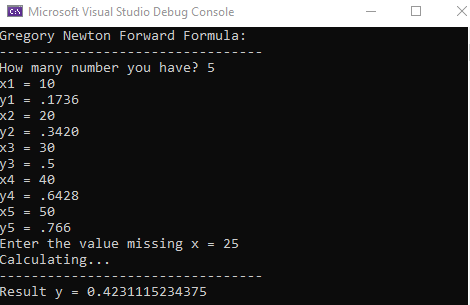 Microsoft Visual Studio Debug Console
Gregory Newton Forward Formula:
---------------------------------
How many number you have? 5
x1 = 10
y1 = .1736
x2 = 20
y2 = .3420
x3 = 30
y3 = .5
x4 = 40
y4 = .6428
x5 = 50
y5 = .766
Enter the value missing x = 25
Calculating...
---------------------------------
Result y = 0.4231115234375